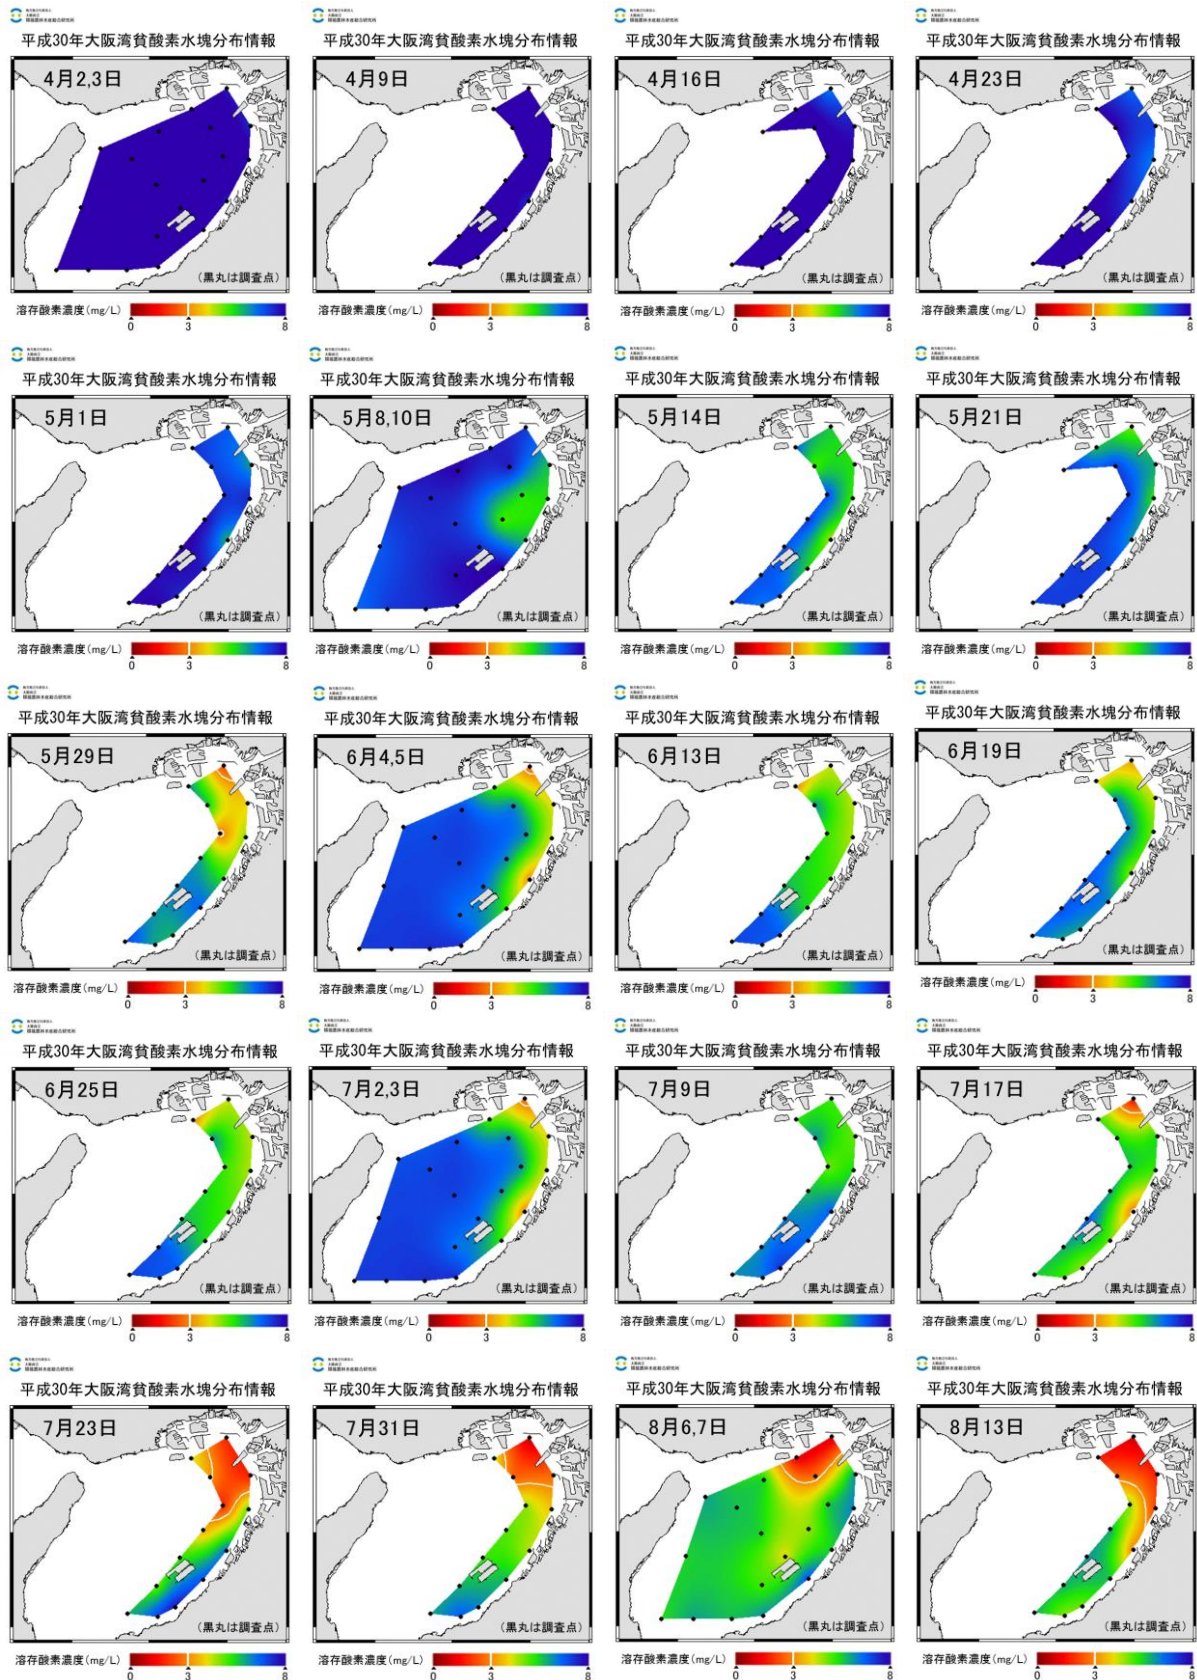 平成30年大阪湾貧酸素水塊分布情報
4月2,3日
(黒丸は調査点)
溶存酸素濃度(mg/L)
0 3 8
平成30年大阪湾貧酸素水塊分布情報
4月9日
(黒丸は調査点)
溶存酸素濃度(mg/L)
0 3 8
平成30年大阪湾貧酸素水塊分布情報
4月16日
(黒丸は調査点)
溶存酸素濃度(mg/L)
0 3 8
平成30年大阪湾貧酸素水塊分布情報
4月23日
(黒丸は調査点)
溶存酸素濃度(mg/L)
0 3 8
平成30年大阪湾貧酸素水塊分布情報
5月1日
(黒丸は調査点)
溶存酸素濃度(mg/L)
0 3 8
平成30年大阪湾貧酸素水塊分布情報
5月8,10日
(黒丸は調査点)
溶存酸素濃度(mg/L)
0 3 8
平成30年大阪湾貧酸素水塊分布情報
5月14日
(黒丸は調査点)
溶存酸素濃度(mg/L)
0 3 8
平成30年大阪湾貧酸素水塊分布情報
5月21日
(黒丸は調査点)
溶存酸素濃度(mg/L)
0 3 8
平成30年大阪湾貧酸素水塊分布情報
5月29日
(黒丸は調査点)
溶存酸素濃度(mg/L)
0 3 8
平成30年大阪湾貧酸素水塊分布情報
6月4,5日
(黒丸は調査点)
溶存酸素濃度(mg/L)
0 3 8
平成30年大阪湾貧酸素水塊分布情報
6月13日
(黒丸は調査点)
溶存酸素濃度(mg/L)
0 3 8
平成30年大阪湾貧酸素水塊分布情報
6月19日
(黒丸は調査点)
溶存酸素濃度(mg/L)
0 3 8
平成30年大阪湾貧酸素水塊分布情報
6月25日
(黒丸は調査点)
溶存酸素濃度(mg/L)
0 3 8
平成30年大阪湾貧酸素水塊分布情報
7月2,3日
(黒丸は調査点)
溶存酸素濃度(mg/L)
0 3 8
平成30年大阪湾貧酸素水塊分布情報
7月9日
(黒丸は調査点)
溶存酸素濃度(mg/L)
0 3 8
平成30年大阪湾貧酸素水塊分布情報
7月17日
(黒丸は調査点)
溶存酸素濃度(mg/L)
0 3 8
平成30年大阪湾貧酸素水塊分布情報
7月23日
(黒丸は調査点)
溶存酸素濃度(mg/L)
0 3 8
平成30年大阪湾貧酸素水塊分布情報
7月31日
(黒丸は調査点)
溶存酸素濃度(mg/L)
0 3 8
平成30年大阪湾貧酸素水塊分布情報
8月6,7日
(黒丸は調査点)
溶存酸素濃度(mg/L)
0 3 8
平成30年大阪湾貧酸素水塊分布情報
8月13日
(黒丸は調査点)
溶存酸素濃度(mg/L)
0 3 8